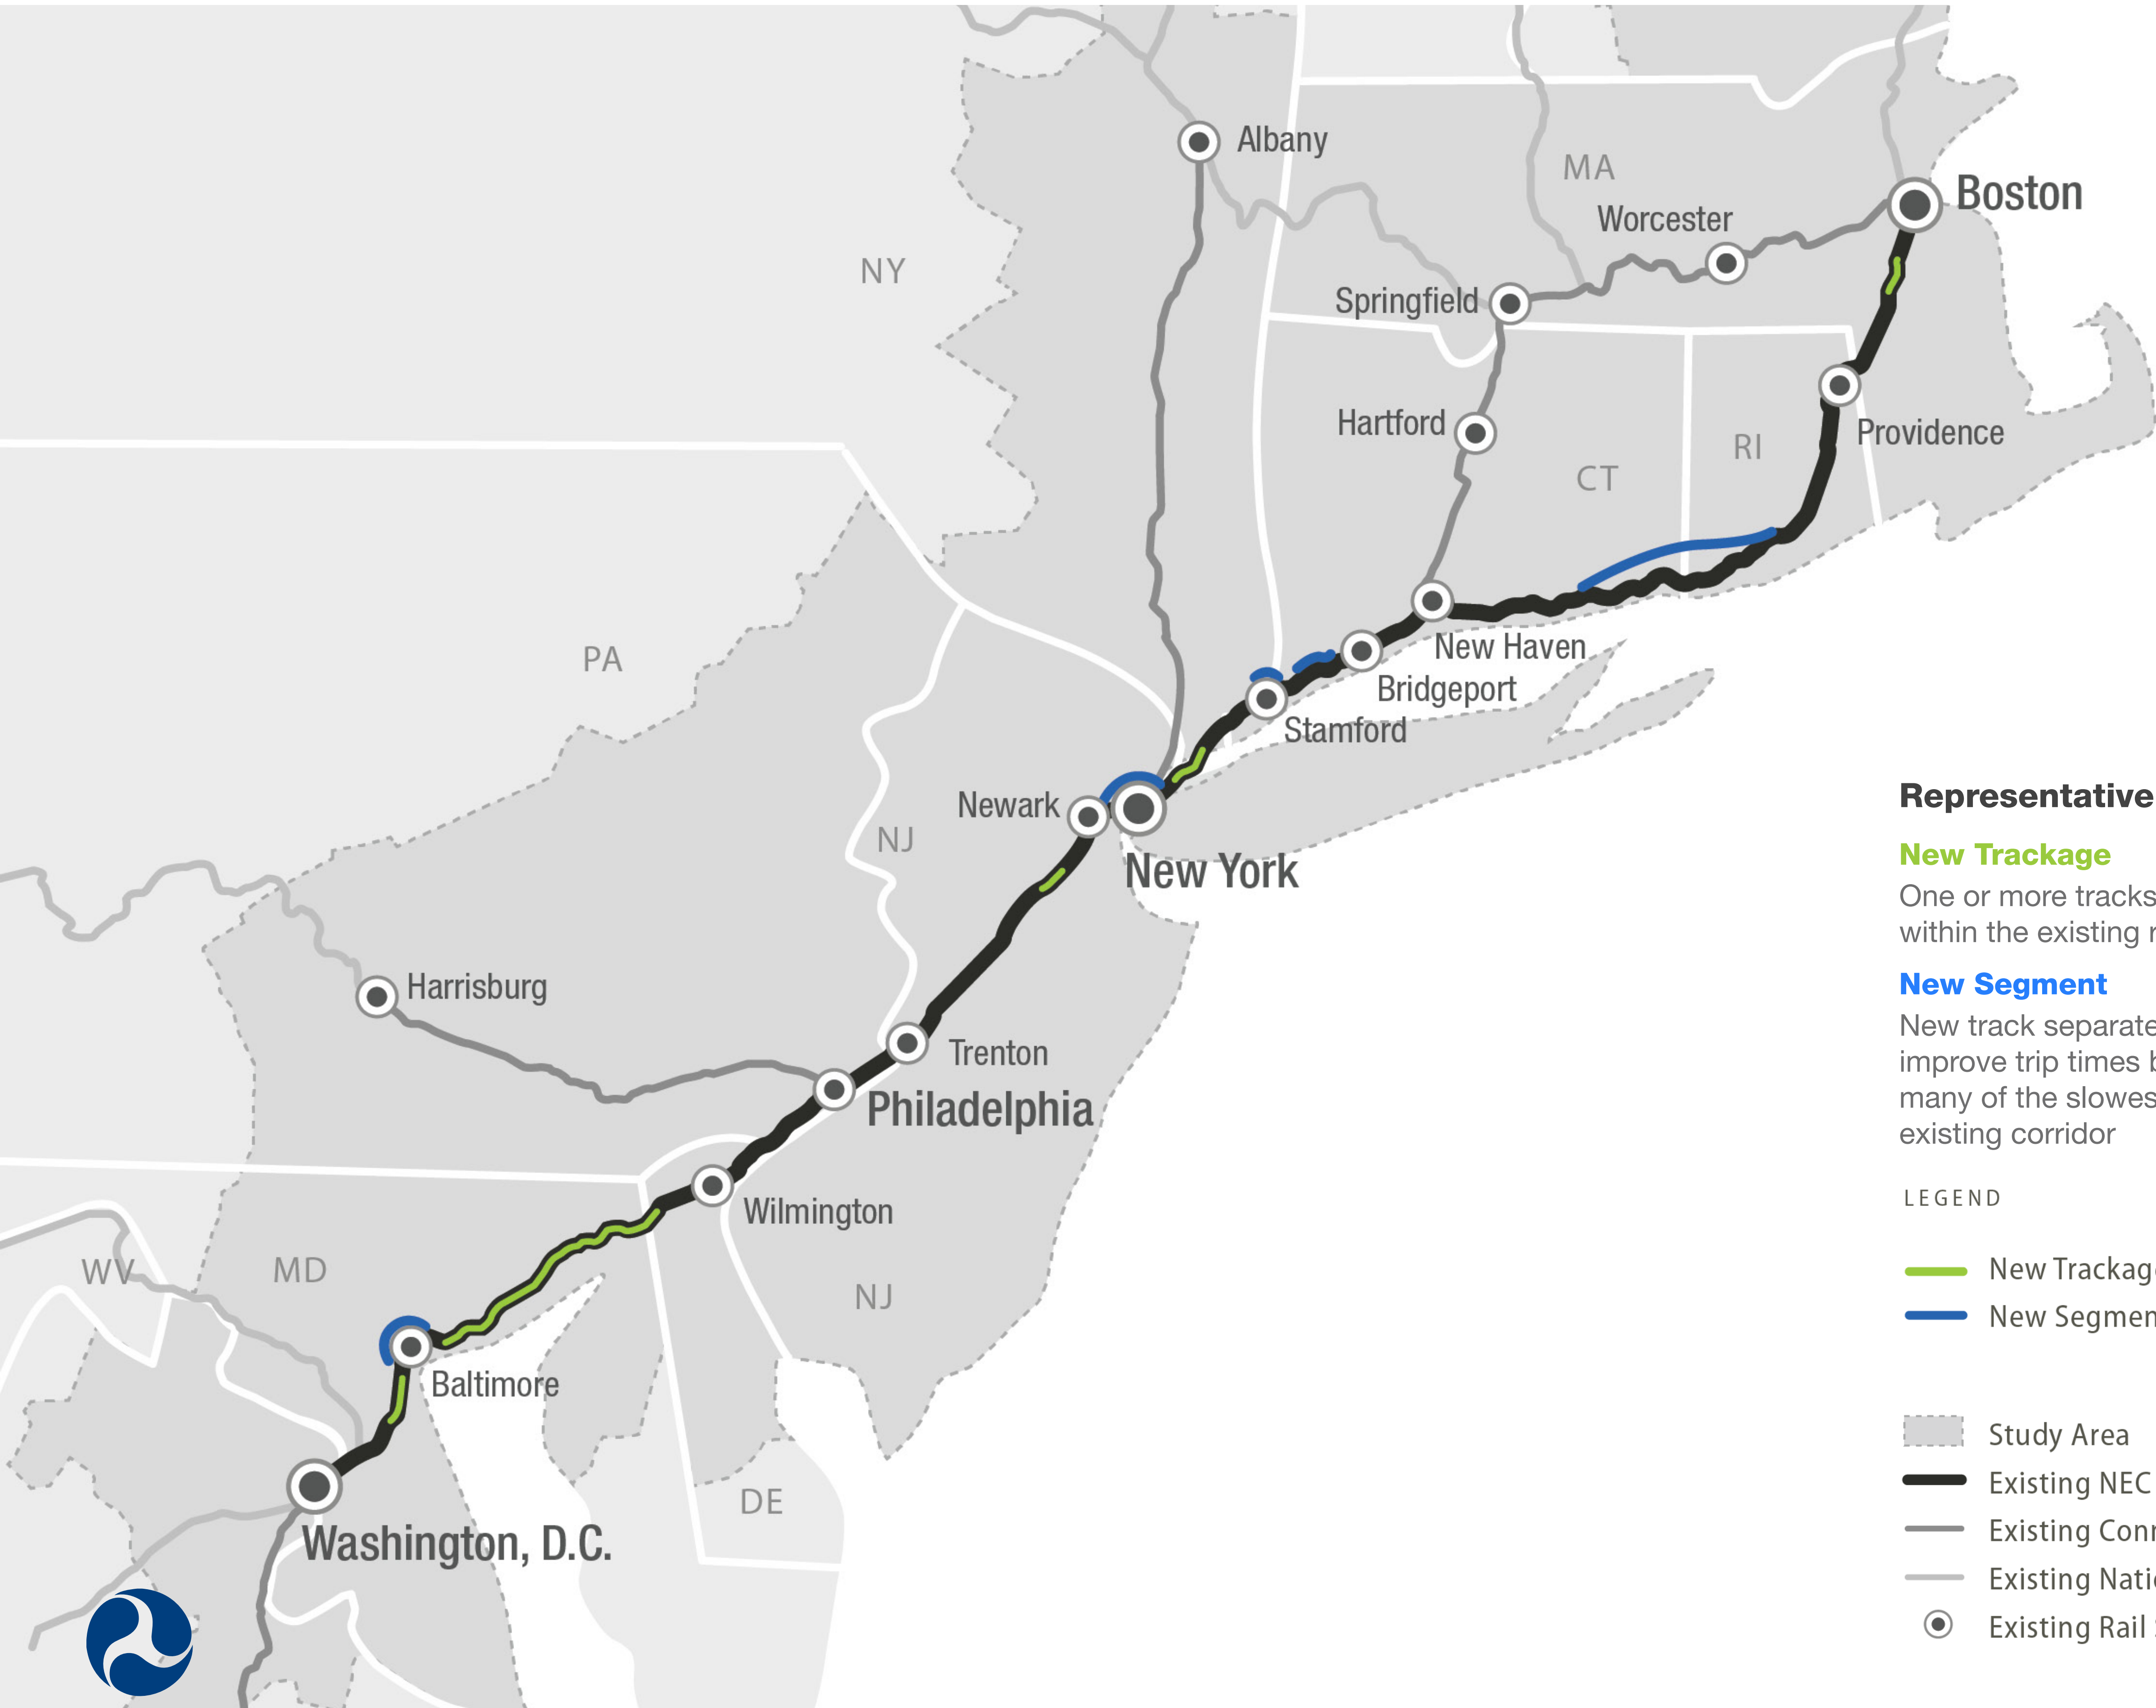 Albany
MA
Boston
Worcester
NY
Springfield
Hartford
Providence
RI
CT
New Haven
PA
Bridgeport
Stamford
Newark
NJ
New York
Harrisburg
Trenton
Philadelphia
Wilmington
WV
MD
NJ
Baltimore
DE
Washington, D.C.
Representative
New Trackage
One or more tracks
within the existing
New Segment
New track separate
improve trip times
many of the slowes
existing corridor
LEGEND
New Trackag
New Segmen
Study Area
Existing NEC
Existing Con
Existing Nati
Existing Rail